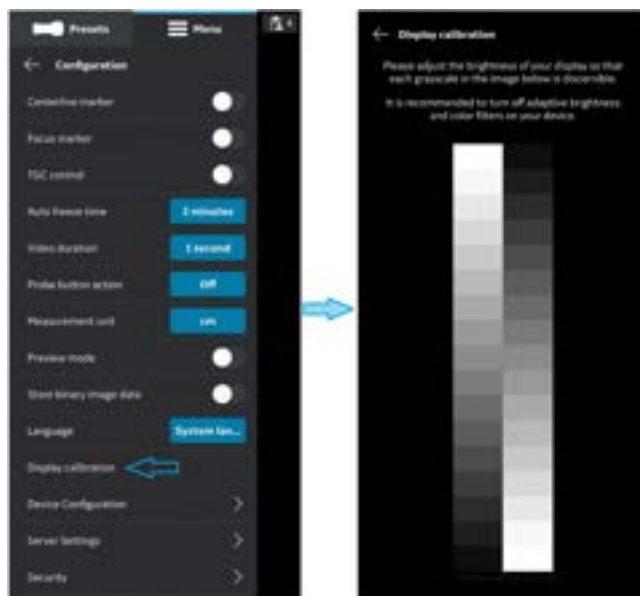 Presets
Menu
4
Configuration
Centerline marker
Focus marker
TGC control
Auto freeze time
2 minutes
Video duration
1 second
Probe button action
Off
Measurement unit
cm
Preview mode
Store binary image data
Language
System lan...
Display calibration
Device Configuration
Server Settings
Security
Display calibration
Please adjust the brightness of your display so that
each grayscale in the image below is discernible.
It is recommended to turn off adaptive brightness
and color filters on your device.